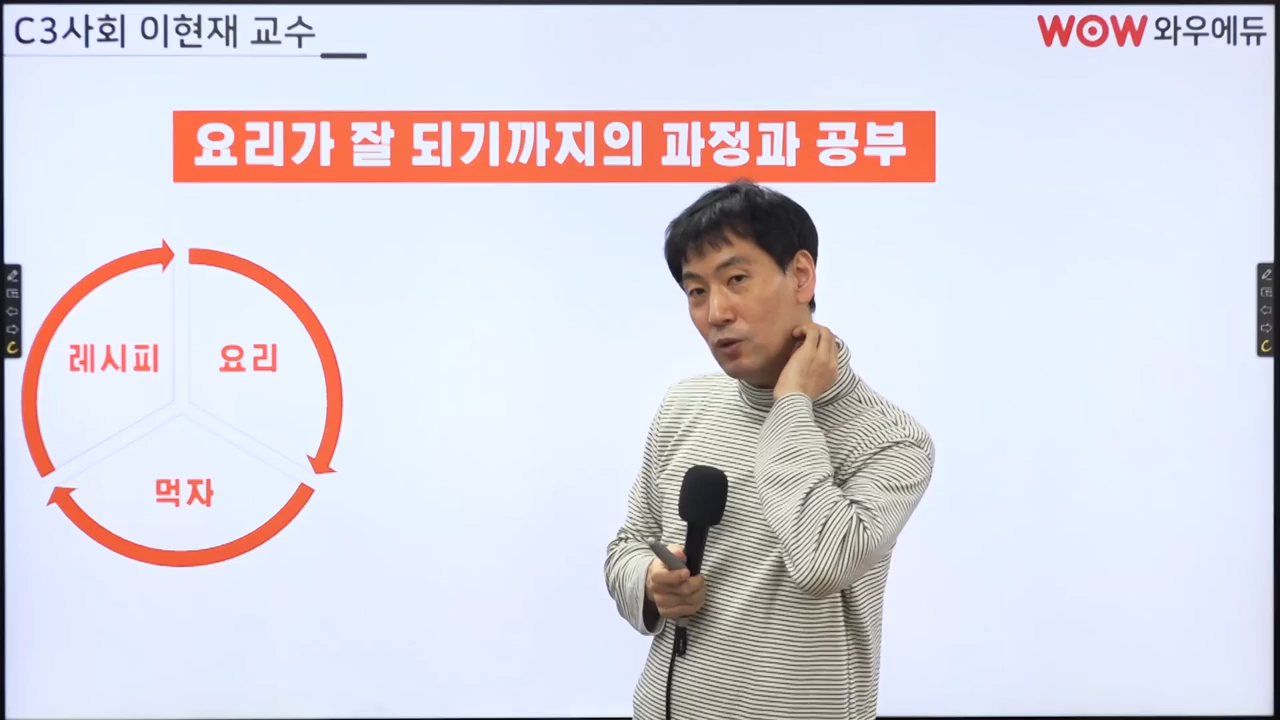 C3사회 이현재 교수
WOW 와우에듀
요리가 잘 되기까지의 과정과 공부
레시피
요리
먹자